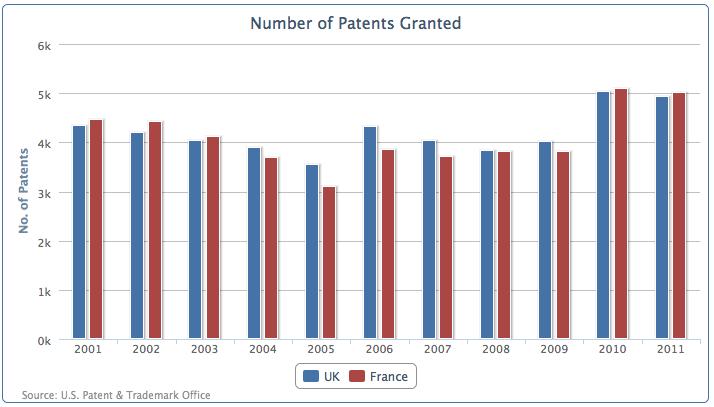 Number of Patents Granted
6k
5k
4k
3k
2k
1k
0k
No. of Patents
2001 2002 2003 2004 2005 2006 2007 2008 2009 2010 2011
UK France
Source: U.S. Patent & Trademark Office